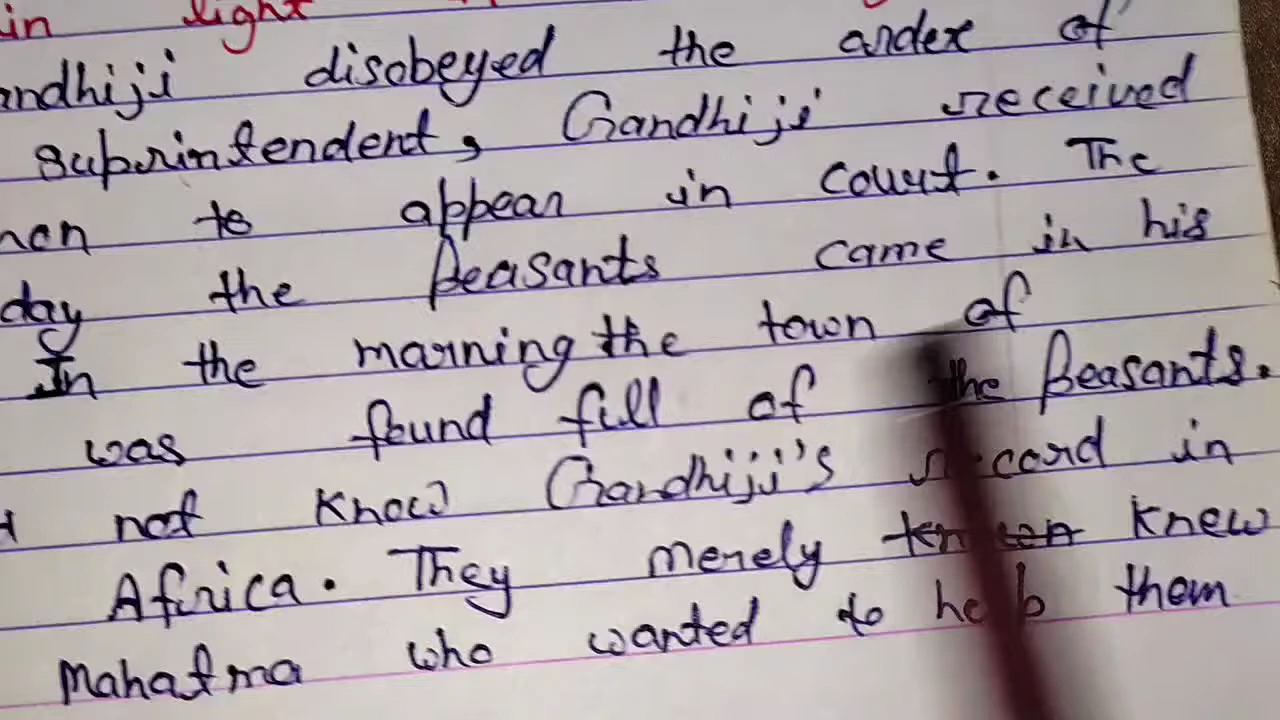 in light
andhiji disobeyed the order of
suprintendent, Gandhiji received
to appear in court. The
day the peasants came in his
In the morning the town of
was found full of the peasants.
not know Gandhiji's record in
Africa. They merely knew
Mahatma who wanted to help them